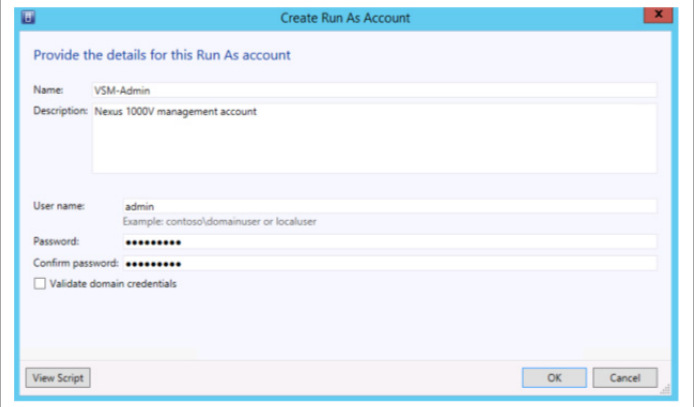 Create Run As Account
x
Provide the details for this Run As account
Name: VSM-Admin
Description: Nexus 1000V management account
User name: admin
Example: contoso\domainuser or localuser
Password: •••••••••
Confirm password: •••••••••
Validate domain credentials
View Script OK Cancel